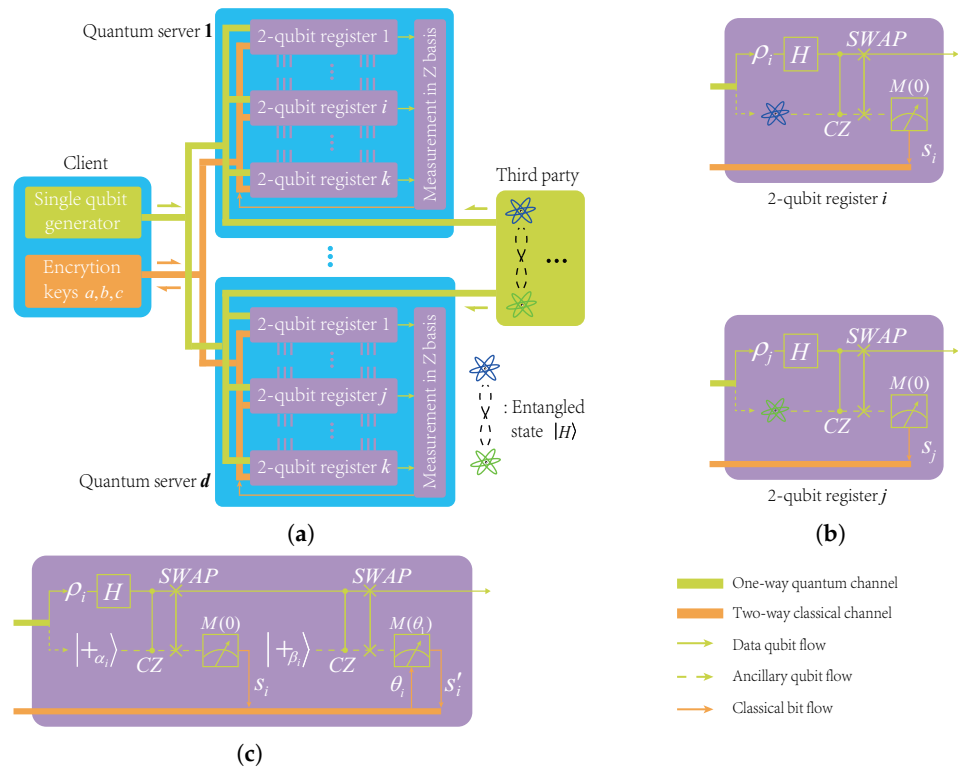 Quantum server 1
2-qubit register 1
2-qubit register i
2-qubit register k
Measurement in Z basis
Client
Single qubit
generator
Encrytion
keys a,b,c
Third party
...
Quantum server d
2-qubit register 1
2-qubit register j
2-qubit register k
Measurement in Z basis
: Entangled
state |H⟩
(a)
ρi H SWAP
M(0)
CZ
si
2-qubit register i
ρj H SWAP
M(0)
CZ
sj
2-qubit register j
(b)
ρi H SWAP SWAP
|+αi⟩ CZ M(0) |+βi⟩ CZ M(θ1)
si θi s′i
(c)
One-way quantum channel
Two-way classical channel
Data qubit flow
Ancillary qubit flow
Classical bit flow